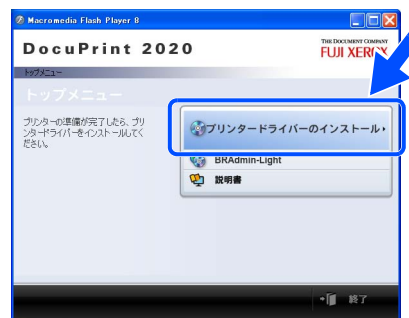 Macromedia Flash Player 8
DocuPrint 2020
THE DOCUMENT COMPANY
FUJI XEROX
トップメニュー
トップメニュー
プリンターの準備が完了したら、プリ
ンタードライバーをインストールしてく
ださい。
プリンタードライバーのインストール
BRAdmin-Light
説明書
終了